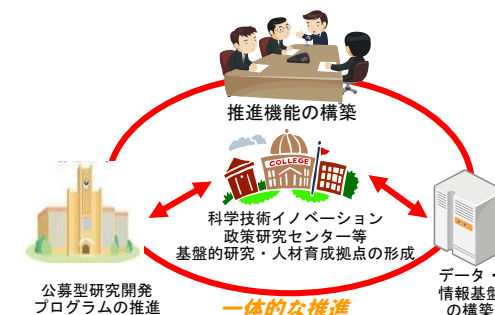 推進機能の構築
COLLEGE
科学技術イノベーション
政策研究センター等
基盤的研究・人材育成拠点の形成
公募型研究開発
プログラムの推進
データ・
情報基盤
の構築
一体的な推進